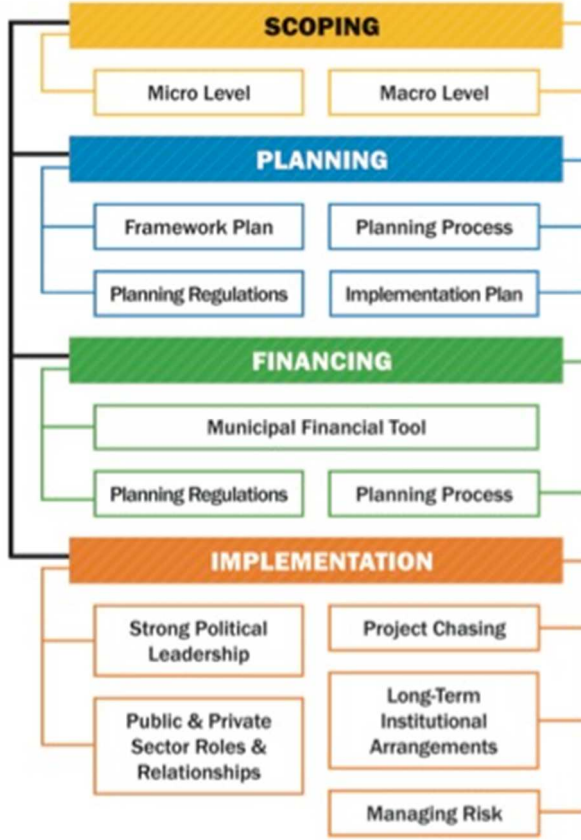 SCOPING
Micro Level
Macro Level
PLANNING
Framework Plan
Planning Process
Planning Regulations
Implementation Plan
FINANCING
Municipal Financial Tool
Planning Regulations
Planning Process
IMPLEMENTATION
Strong Political
Leadership
Project Chasing
Public & Private
Sector Roles &
Relationships
Long-Term
Institutional
Arrangements
Managing Risk